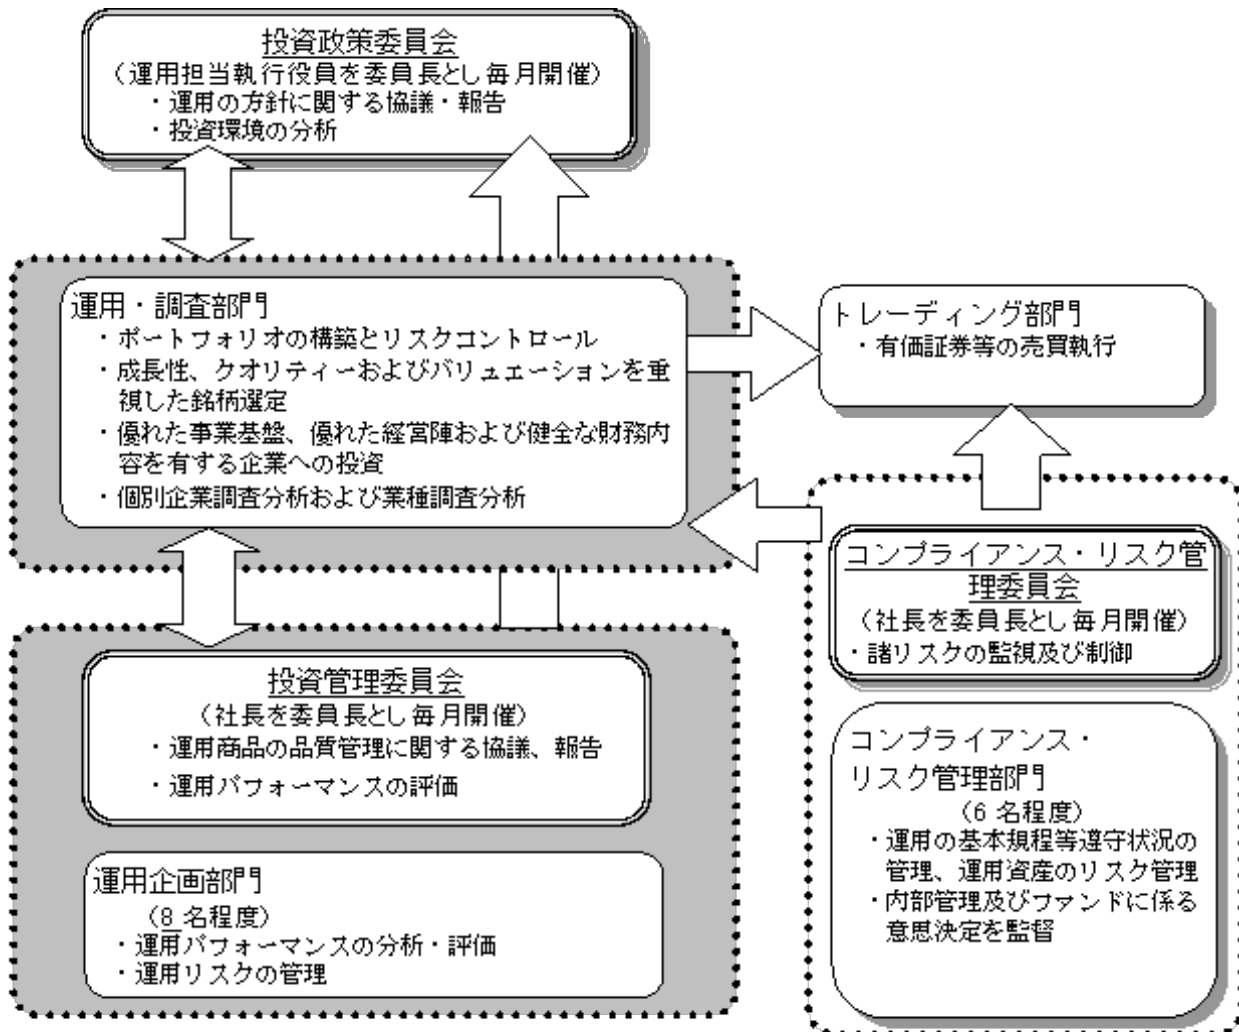 投資政策委員会
（運用担当執行役員を委員長とし毎月開催）
・運用の方針に関する協議・報告
・投資環境の分析
運用・調査部門
・ポートフォリオの構築とリスクコントロール
・成長性、クオリティーおよびバリュエーションを重
視した銘柄選定
・優れた事業基盤、優れた経営陣および健全な財務内
容を有する企業への投資
・個別企業調査分析および業種調査分析
トレーディング部門
・有価証券等の売買執行
投資管理委員会
（社長を委員長とし毎月開催）
・運用商品の品質管理に関する協議、報告
・運用パフォーマンスの評価
運用企画部門
（8 名程度）
・運用パフォーマンスの分析・評価
・運用リスクの管理
コンプライアンス・リスク管
理委員会
（社長を委員長とし毎月開催）
・諸リスクの監視及び制御
コンプライアンス・
リスク管理部門
（6 名程度）
・運用の基本規程等遵守状況の
管理、運用資産のリスク管理
・内部管理及びファンドに係る
意思決定を監督